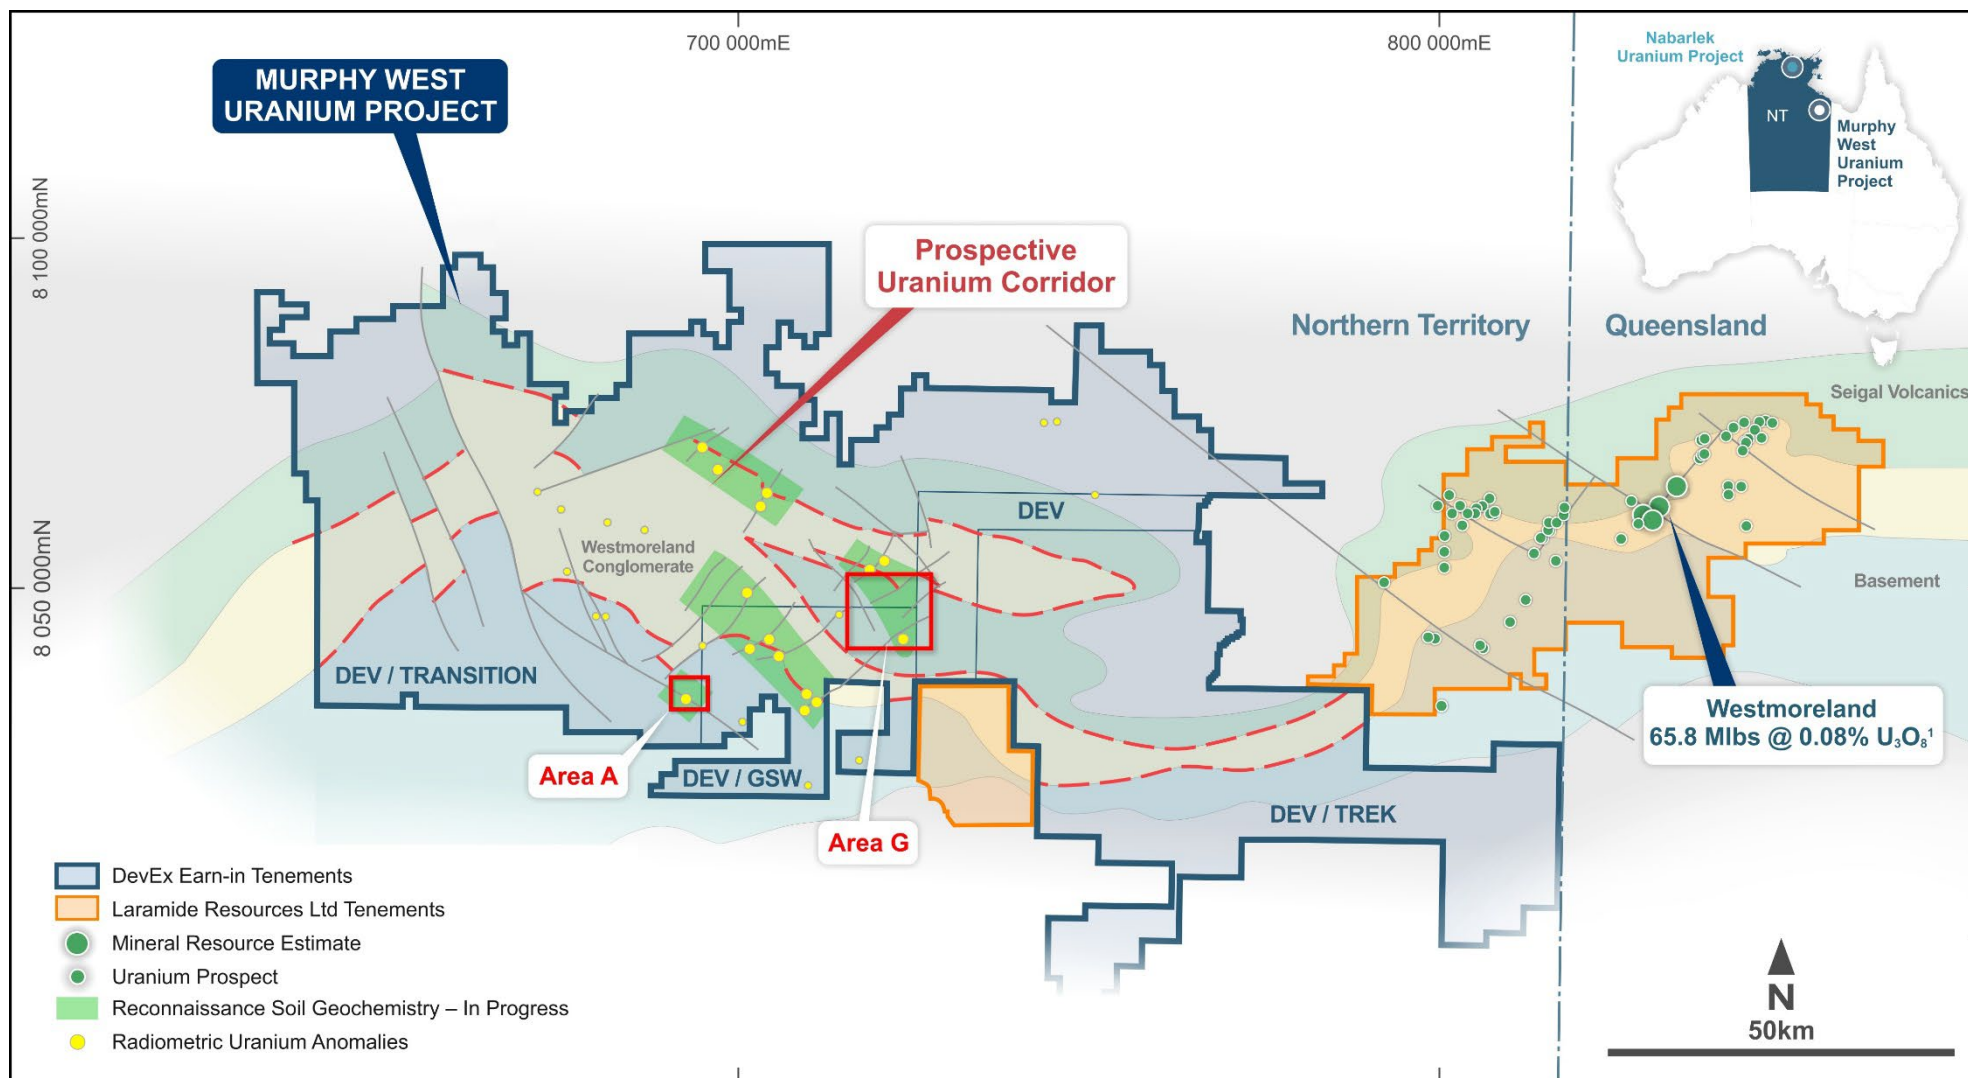 700 000mE
800 000mE
8 100 000mN
8 050 000mN
MURPHY WEST
URANIUM PROJECT
Prospective
Uranium Corridor
Nabarlek
Uranium Project
NT
Murphy
West
Uranium
Project
Northern Territory
Queensland
Seigal Volcanics
DEV
Westmoreland
Conglomerate
Basement
DEV / TRANSITION
Westmoreland
65.8 Mlbs @ 0.08% U₃O₈¹
Area A
DEV / GSW
Area G
DEV / TREK
DevEx Earn-in Tenements
Laramide Resources Ltd Tenements
Mineral Resource Estimate
Uranium Prospect
Reconnaissance Soil Geochemistry – In Progress
Radiometric Uranium Anomalies
N
50km